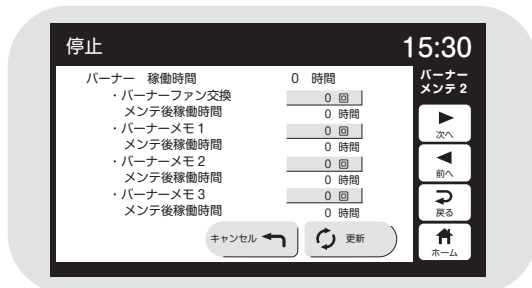 停止 15:30
バーナー 稼働時間 0 時間
・バーナーファン交換 0 回
メンテ後稼働時間 0 時間
・バーナーメモ 1 0 回
メンテ後稼働時間 0 時間
・バーナーメモ 2 0 回
メンテ後稼働時間 0 時間
・バーナーメモ 3 0 回
メンテ後稼働時間 0 時間
キャンセル 更新
バーナー
メンテ 2
次へ
前へ
戻る
ホーム